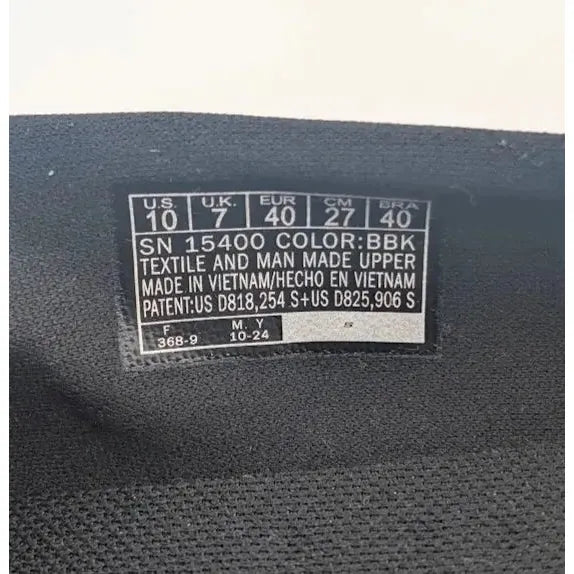 U.S. U.K. EUR CM BRA
10 7 40 27 40
SN 15400 COLOR:BBK
TEXTILE AND MAN MADE UPPER
MADE IN VIETNAM/HECHO EN VIETNAM
PATENT:US D818,254 S+US D825,906 S
F M. Y
368-9 10-24